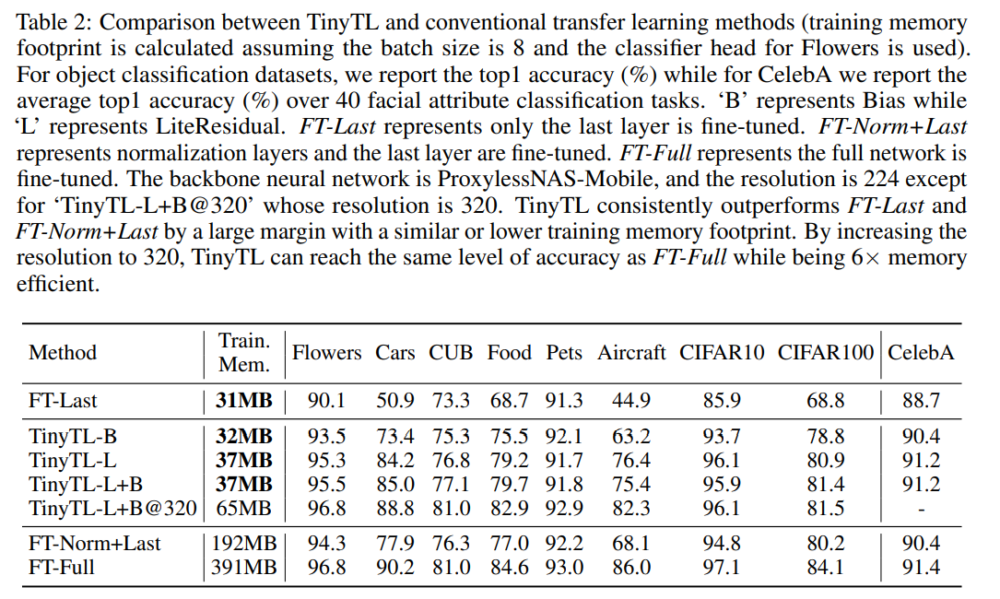 Table 2: Comparison between TinyTL and conventional transfer learning methods (training memory
footprint is calculated assuming the batch size is 8 and the classifier head for Flowers is used).
For object classification datasets, we report the top1 accuracy (%) while for CelebA we report the
average top1 accuracy (%) over 40 facial attribute classification tasks. ‘B’ represents Bias while
‘L’ represents LiteResidual. FT-Last represents only the last layer is fine-tuned. FT-Norm+Last
represents normalization layers and the last layer are fine-tuned. FT-Full represents the full network is
fine-tuned. The backbone neural network is ProxylessNAS-Mobile, and the resolution is 224 except
for ‘TinyTL-L+B@320’ whose resolution is 320. TinyTL consistently outperforms FT-Last and
FT-Norm+Last by a large margin with a similar or lower training memory footprint. By increasing the
resolution to 320, TinyTL can reach the same level of accuracy as FT-Full while being 6× memory
efficient.
Method Train. Mem. Flowers Cars CUB Food Pets Aircraft CIFAR10 CIFAR100 CelebA
FT-Last 31MB 90.1 50.9 73.3 68.7 91.3 44.9 85.9 68.8 88.7
TinyTL-B 32MB 93.5 73.4 75.3 75.5 92.1 63.2 93.7 78.8 90.4
TinyTL-L 37MB 95.3 84.2 76.8 79.2 91.7 76.4 96.1 80.9 91.2
TinyTL-L+B 37MB 95.5 85.0 77.1 79.7 91.8 75.4 95.9 81.4 91.2
TinyTL-L+B@320 65MB 96.8 88.8 81.0 82.9 92.9 82.3 96.1 81.5 -
FT-Norm+Last 192MB 94.3 77.9 76.3 77.0 92.2 68.1 94.8 80.2 90.4
FT-Full 391MB 96.8 90.2 81.0 84.6 93.0 86.0 97.1 84.1 91.4